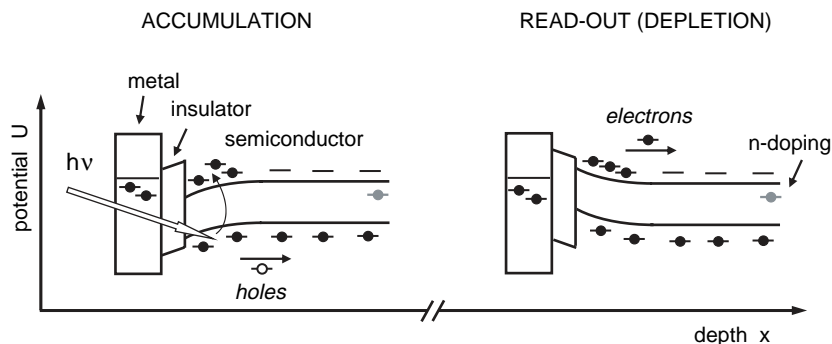 ACCUMULATION
READ-OUT (DEPLETION)
metal
insulator
semiconductor
hν
electrons
n-doping
holes
potential U
depth x